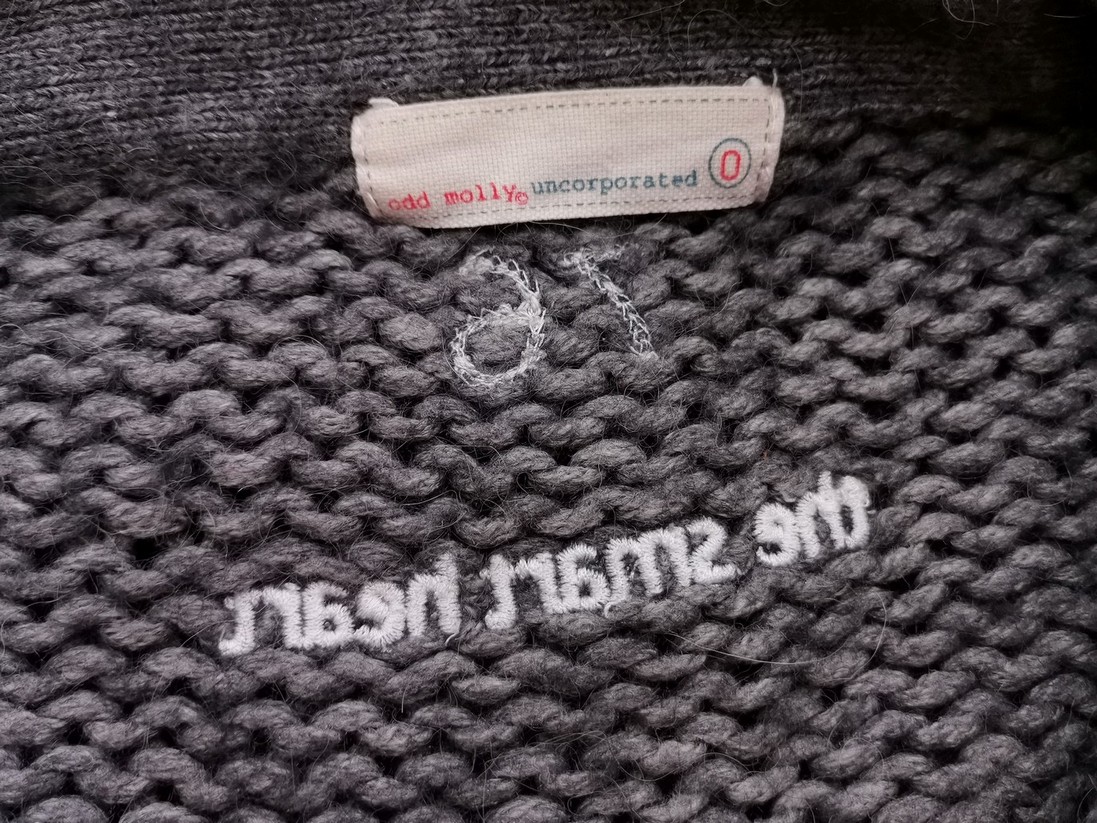 odd molly® uncorporated 0
the smart heart